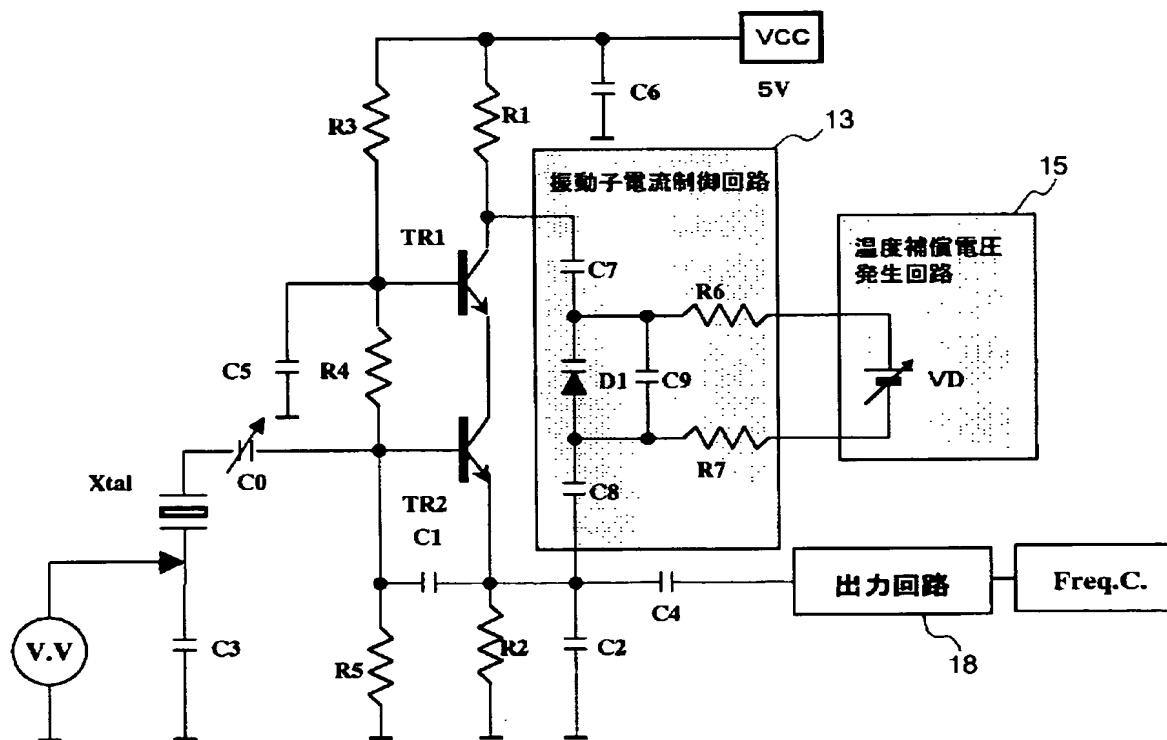 VCC
5V
C6
R3
R1
13
振動子電流制御回路
15
温度補償電圧
発生回路
TR1
C7
R6
C5
R4
D1
C9
VD
C0
R7
Xtal
TR2
C8
C1
C4
出力回路
Freq.C.
V.V
C3
R5
R2
C2
18